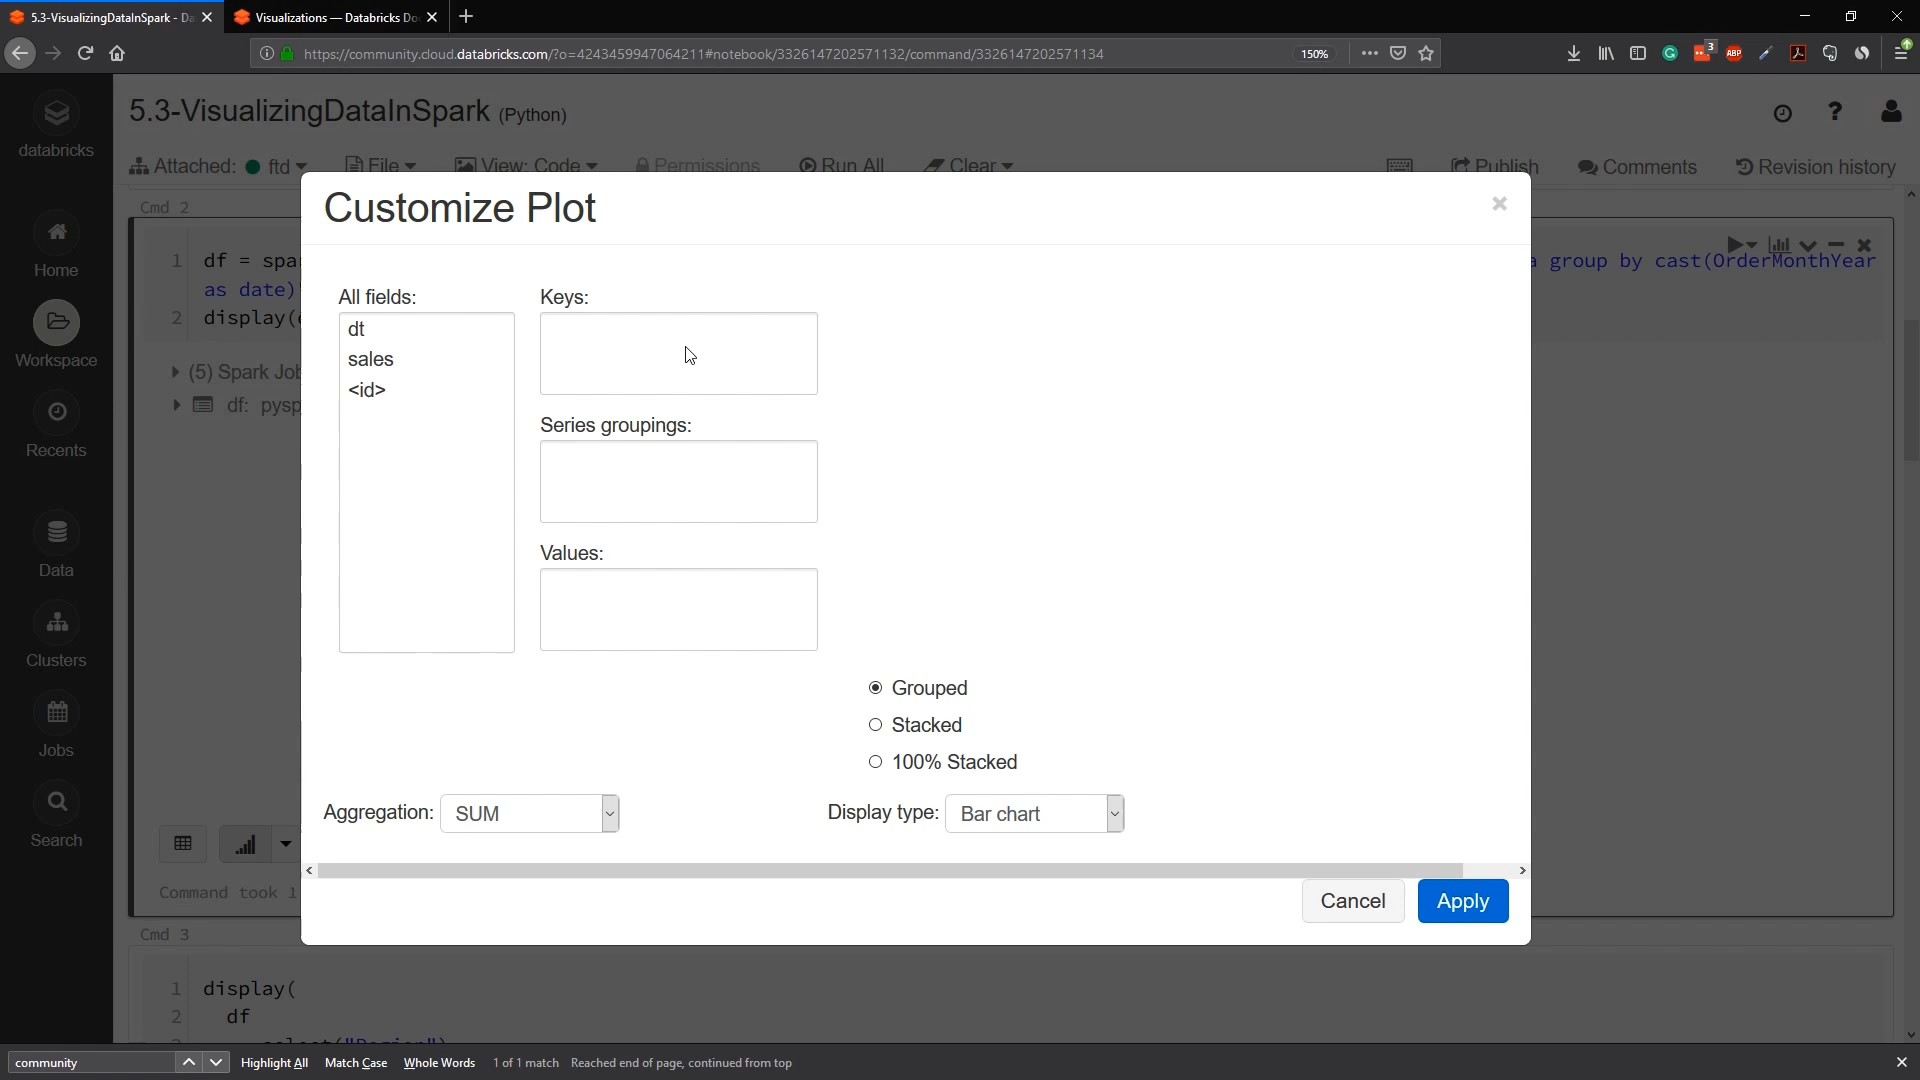 5.3-VisualizingDataInSpark - Da
Visualizations — Databricks Do
https://community.cloud.databricks.com/?o=4243459947064211#notebook/3326147202571132/command/3326147202571134
150%
3
ABP
databricks
5.3-VisualizingDataInSpark (Python)
Attached: ftd File View: Code Permissions Run All Clear Publish Comments Revision history
Home
Workspace
Recents
Data
Clusters
Jobs
Search
Cmd 2
1 df = spa
a group by cast(OrderMonthYear
as date)
2 display(
(5) Spark Job
df: pysp
Customize Plot
All fields:
dt
sales
<id>
Keys:
Series groupings:
Values:
Grouped
Stacked
100% Stacked
Aggregation: SUM
Display type: Bar chart
Cancel Apply
Command took 1
Cmd 3
1 display(
2 df
community
Highlight All Match Case Whole Words 1 of 1 match Reached end of page, continued from top